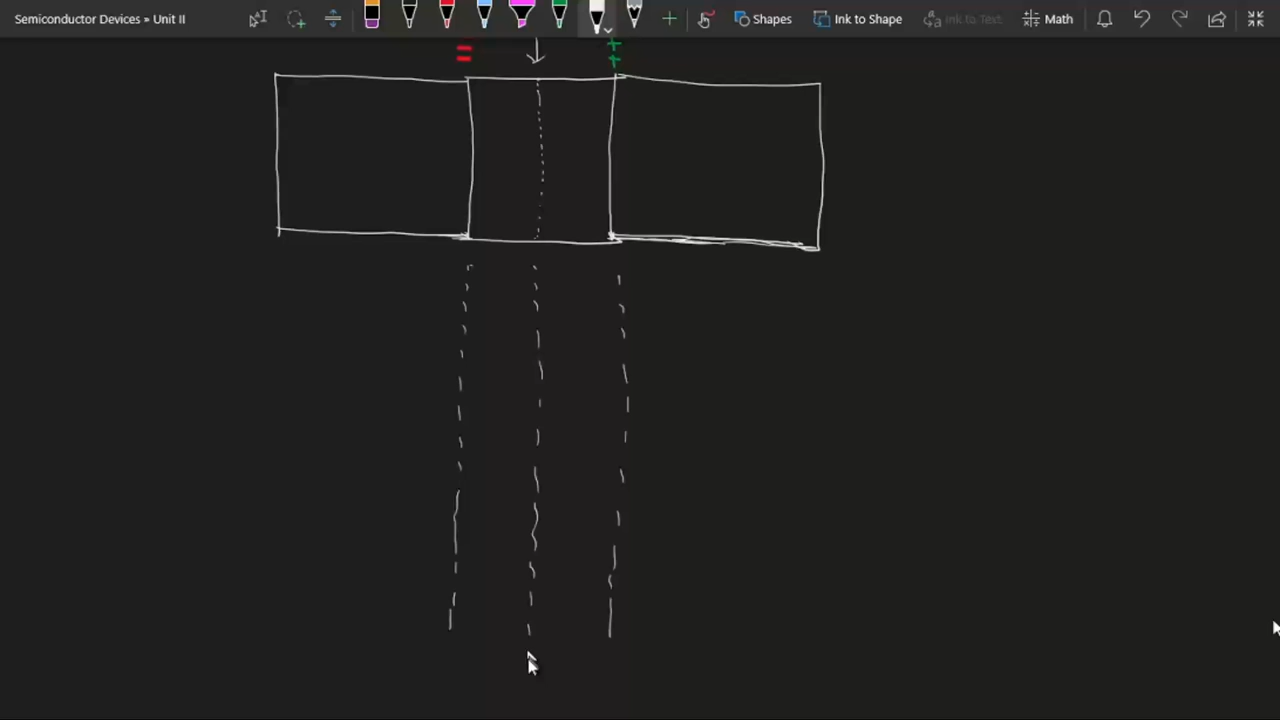 Semiconductor Devices » Unit II
Shapes
Ink to Shape
Ink to Text
Math
= ↓ +
+